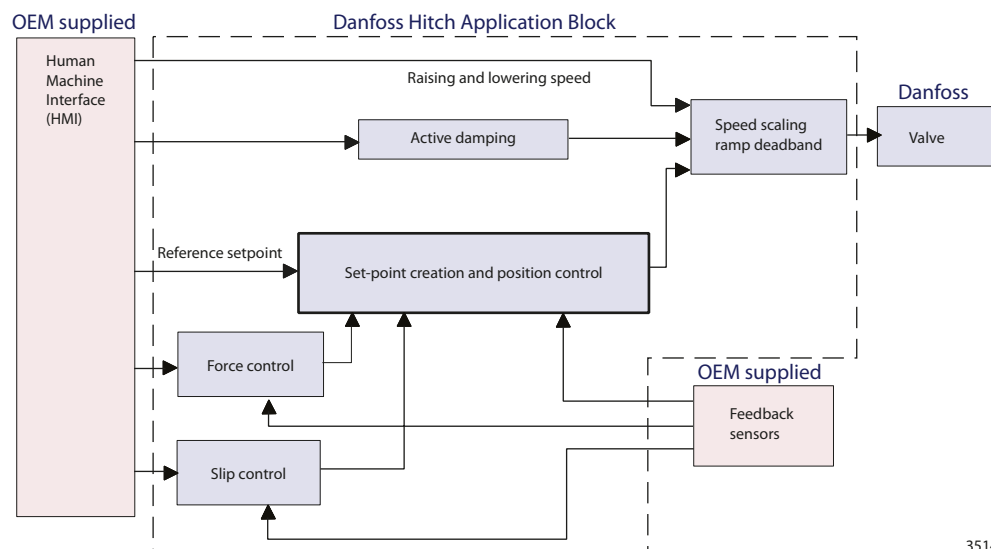 OEM supplied
Danfoss Hitch Application Block
Human
Machine
Interface
(HMI)
Raising and lowering speed
Danfoss
Active damping
Speed scaling
ramp deadband
Valve
Reference setpoint
Set-point creation and position control
Force control
OEM supplied
Feedback
sensors
Slip control